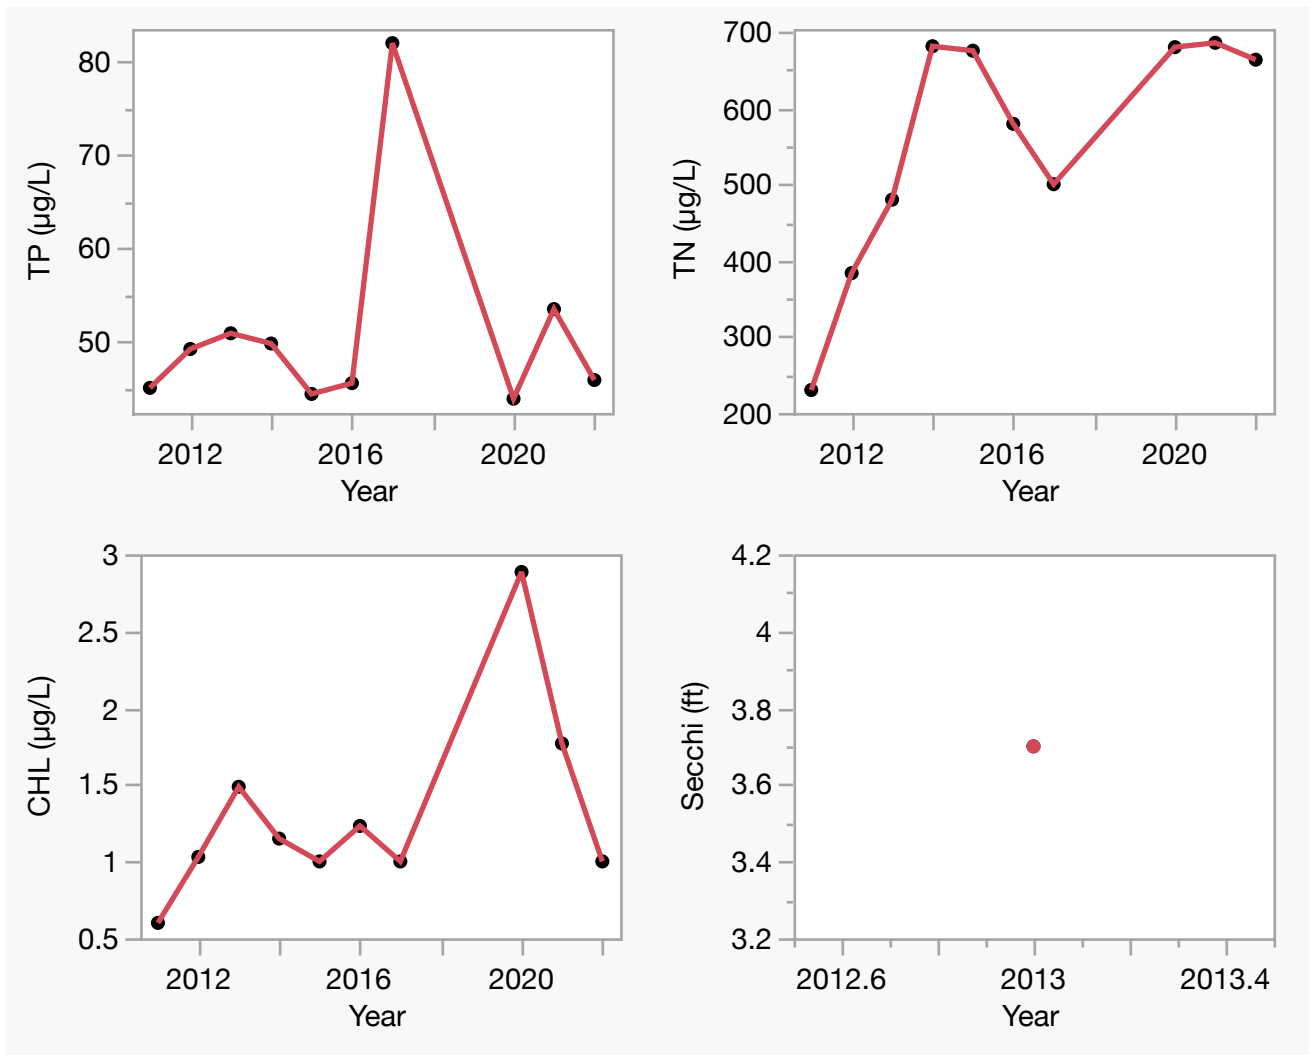 80
70
60
50
TP (µg/L)
2012 2016 2020
Year
700
600
500
400
300
200
TN (µg/L)
2012 2016 2020
Year
3
2.5
2
1.5
1
0.5
CHL (µg/L)
2012 2016 2020
Year
4.2
4
3.8
3.6
3.4
3.2
Secchi (ft)
2012.6 2013 2013.4
Year